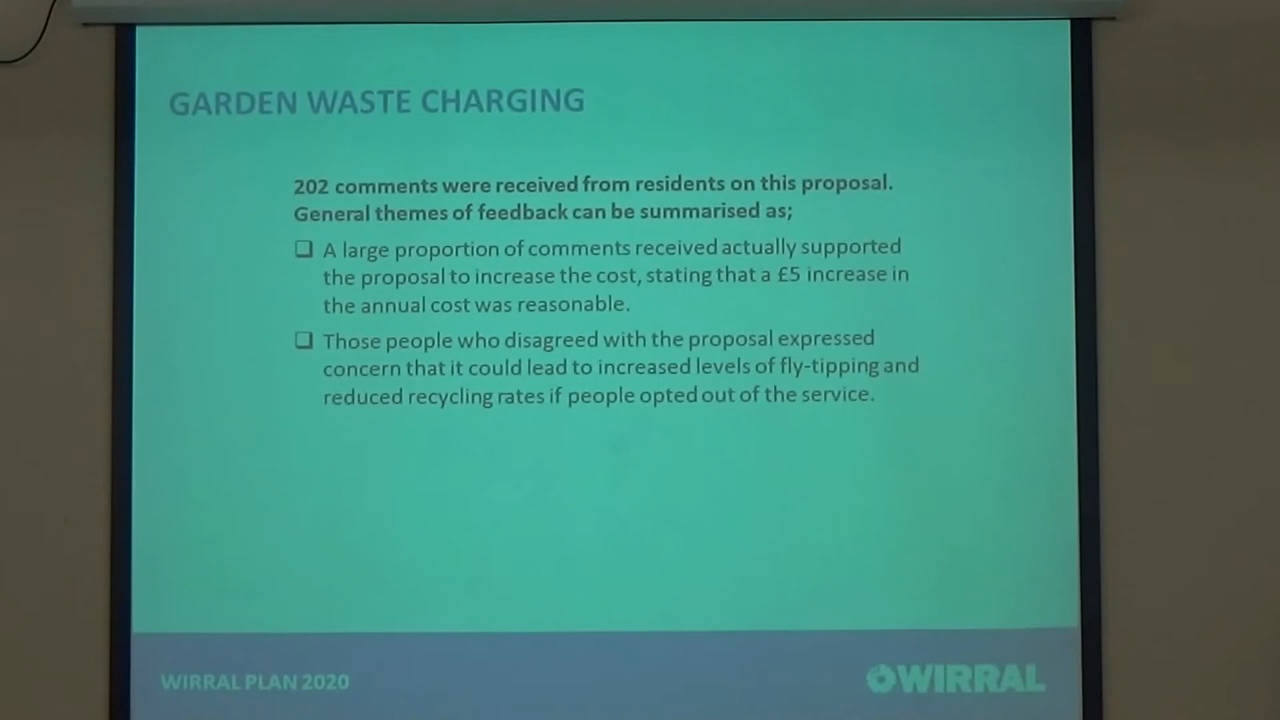 GARDEN WASTE CHARGING
202 comments were received from residents on this proposal.
General themes of feedback can be summarised as;
❑ A large proportion of comments received actually supported
the proposal to increase the cost, stating that a £5 increase in
the annual cost was reasonable.
❑ Those people who disagreed with the proposal expressed
concern that it could lead to increased levels of fly-tipping and
reduced recycling rates if people opted out of the service.
WIRRAL PLAN 2020
WIRRAL